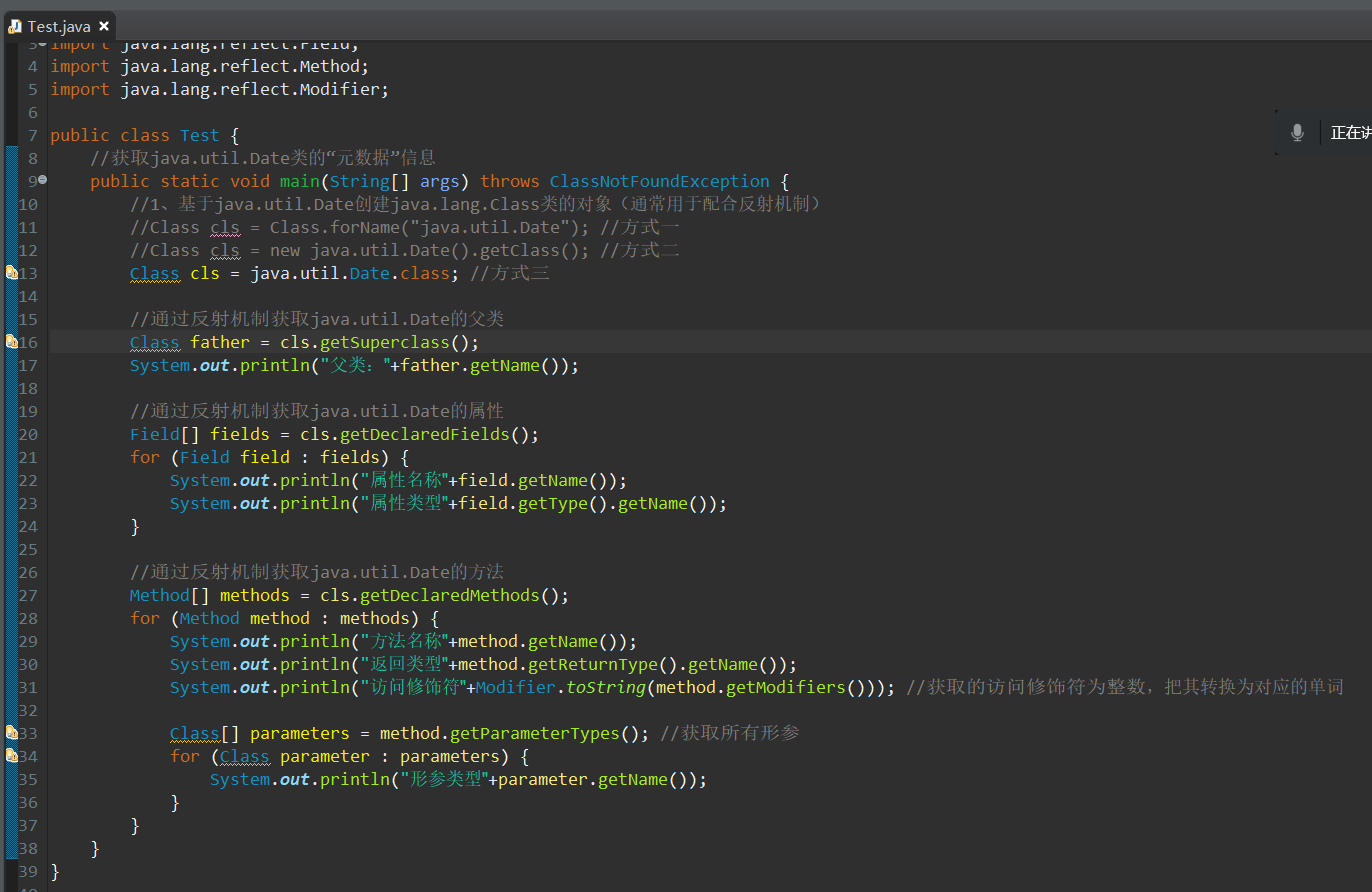 Test.java
3 import java.lang.reflect.Field;
4 import java.lang.reflect.Method;
5 import java.lang.reflect.Modifier;
6
正在讲
7 public class Test {
8 //获取java.util.Date类的“元数据”信息
9 public static void main(String[] args) throws ClassNotFoundException {
10 //1、基于java.util.Date创建java.lang.Class类的对象（通常用于配合反射机制）
11 //Class cls = Class.forName("java.util.Date"); //方式一
12 //Class cls = new java.util.Date().getClass(); //方式二
13 Class cls = java.util.Date.class; //方式三
14
15 //通过反射机制获取java.util.Date的父类
16 Class father = cls.getSuperclass();
17 System.out.println("父类："+father.getName());
18
19 //通过反射机制获取java.util.Date的属性
20 Field[] fields = cls.getDeclaredFields();
21 for (Field field : fields) {
22 System.out.println("属性名称"+field.getName());
23 System.out.println("属性类型"+field.getType().getName());
24 }
25
26 //通过反射机制获取java.util.Date的方法
27 Method[] methods = cls.getDeclaredMethods();
28 for (Method method : methods) {
29 System.out.println("方法名称"+method.getName());
30 System.out.println("返回类型"+method.getReturnType().getName());
31 System.out.println("访问修饰符"+Modifier.toString(method.getModifiers())); //获取的访问修饰符为整数，把其转换为对应的单词
32
33 Class[] parameters = method.getParameterTypes(); //获取所有形参
34 for (Class parameter : parameters) {
35 System.out.println("形参类型"+parameter.getName());
36 }
37 }
38 }
39 }